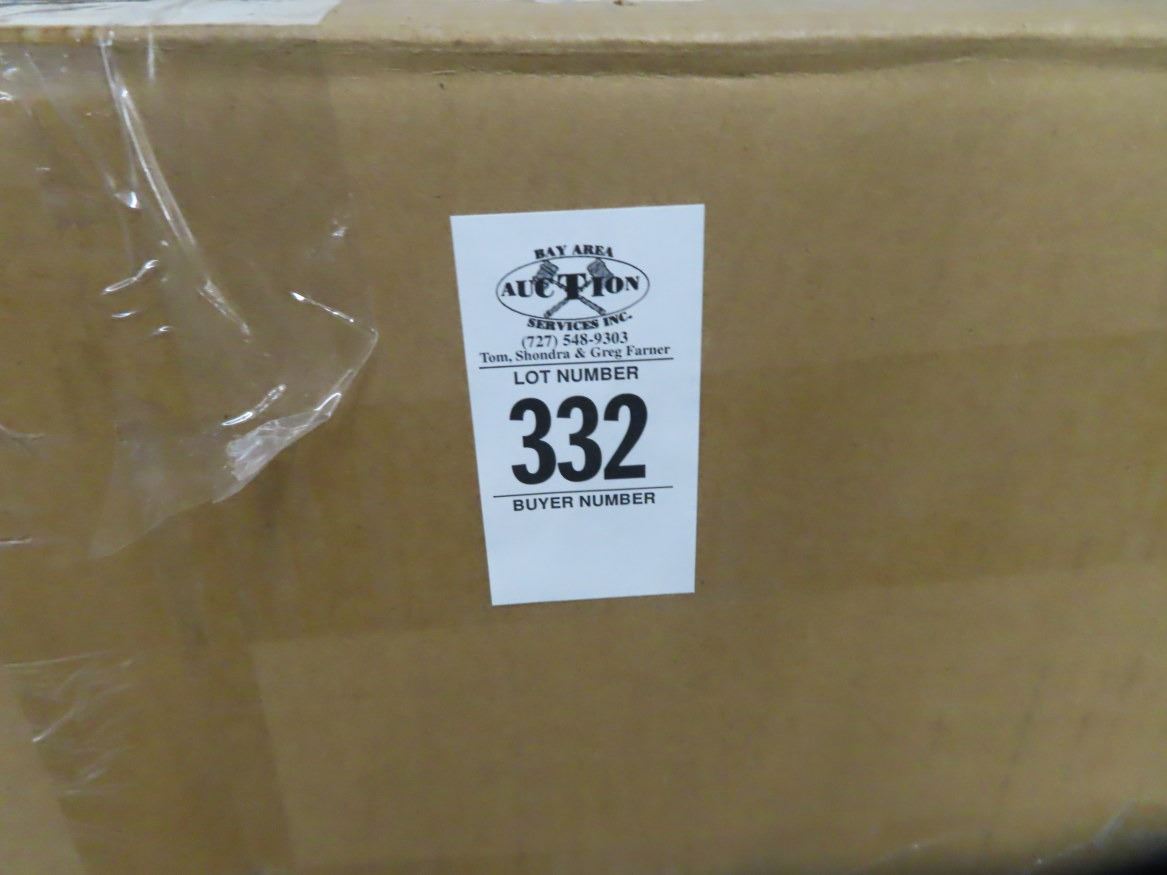 BAY AREA
AUCTION
SERVICES INC.
(727) 548-9303
Tom, Shondra & Greg Farner
LOT NUMBER
332
BUYER NUMBER